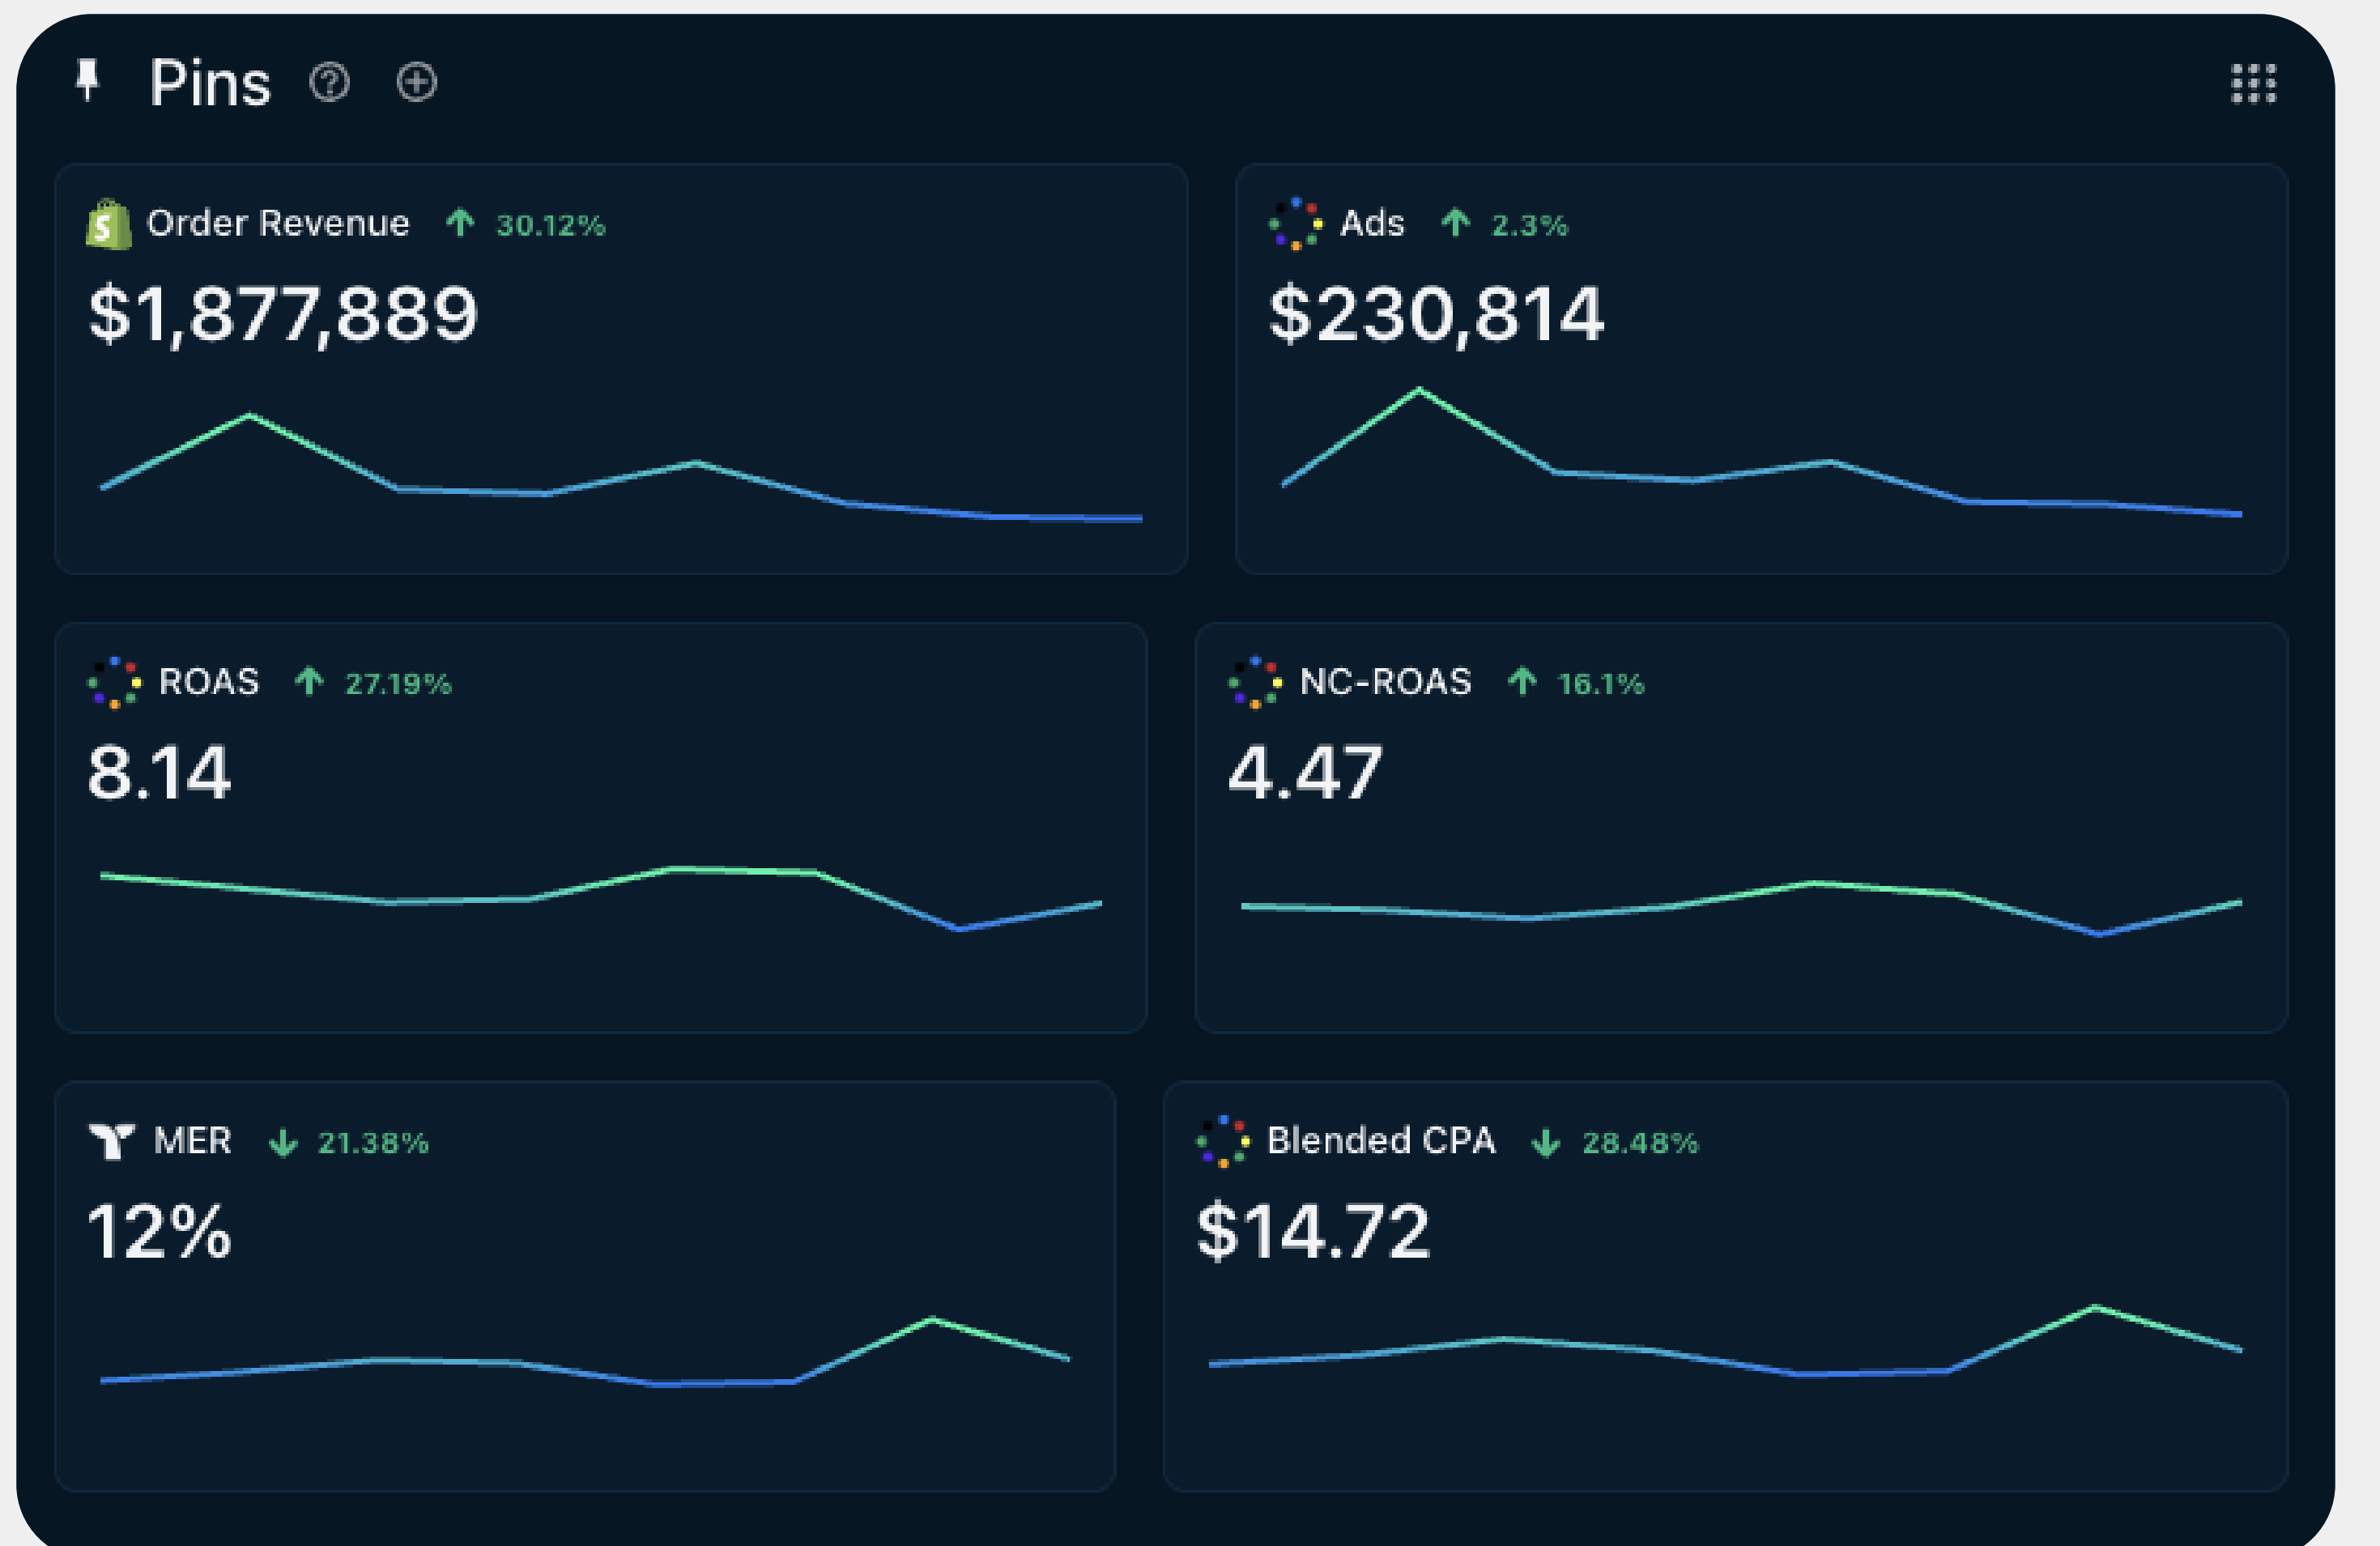 Pins
Order Revenue 30.12%
$1,877,889
Ads 2.3%
$230,814
ROAS 27.19%
8.14
NC-ROAS 16.1%
4.47
MER 21.38%
12%
Blended CPA 28.48%
$14.72